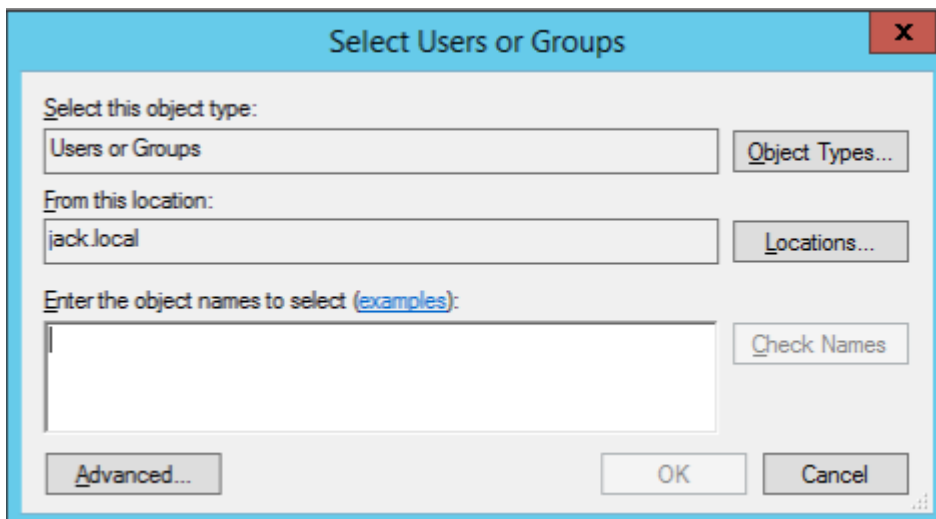 Select Users or Groups
x
Select this object type:
Users or Groups
Object Types...
From this location:
jack.local
Locations...
Enter the object names to select (examples):
Check Names
Advanced...
OK
Cancel